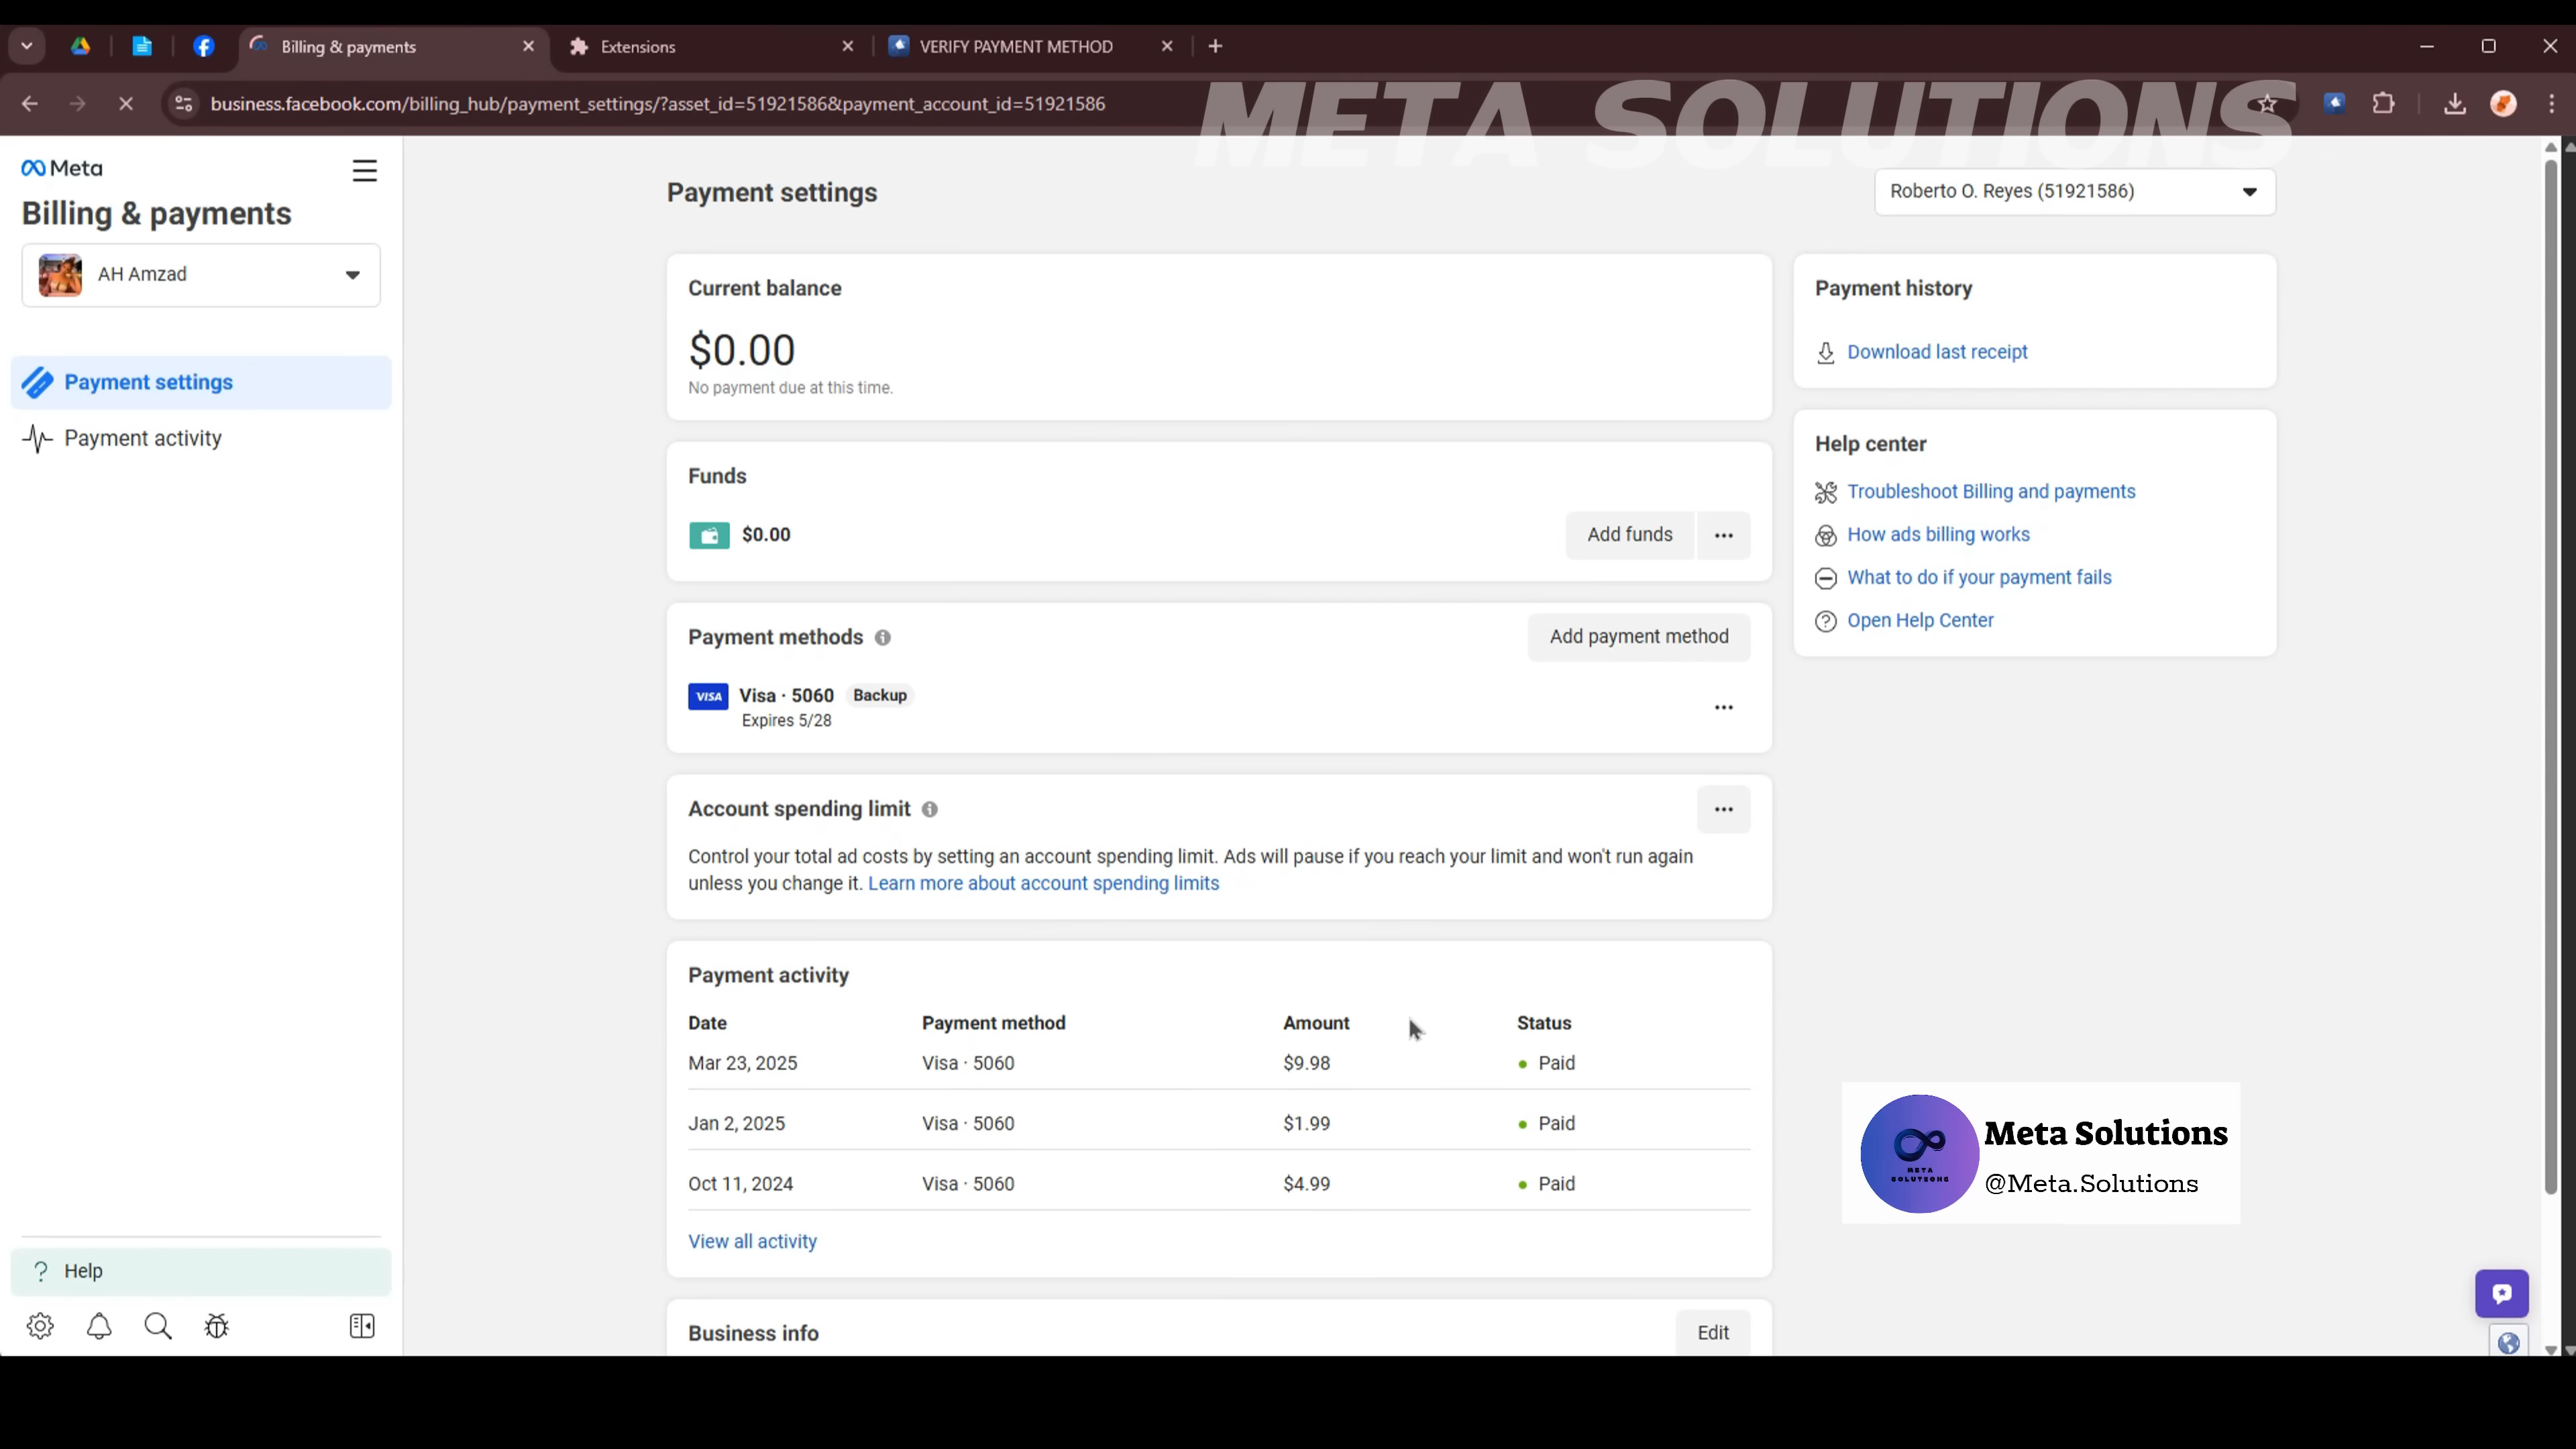 Billing & payments
Extensions
VERIFY PAYMENT METHOD
business.facebook.com/billing_hub/payment_settings/?asset_id=51921586&payment_account_id=51921586
META SOLUTIONS
Meta
Billing & payments
AH Amzad
Payment settings
Payment activity
Help
Payment settings
Roberto O. Reyes (51921586)
Current balance
$0.00
No payment due at this time.
Funds
$0.00
Add funds
Payment methods
Add payment method
VISA
Visa · 5060 Backup
Expires 5/28
Account spending limit
Control your total ad costs by setting an account spending limit. Ads will pause if you reach your limit and won't run again
unless you change it. Learn more about account spending limits
Payment activity
Date Payment method Amount Status
Mar 23, 2025 Visa · 5060 $9.98 Paid
Jan 2, 2025 Visa · 5060 $1.99 Paid
Oct 11, 2024 Visa · 5060 $4.99 Paid
View all activity
Business info
Edit
Payment history
Download last receipt
Help center
Troubleshoot Billing and payments
How ads billing works
What to do if your payment fails
Open Help Center
META
SOLUTIONS
Meta Solutions
@Meta.Solutions